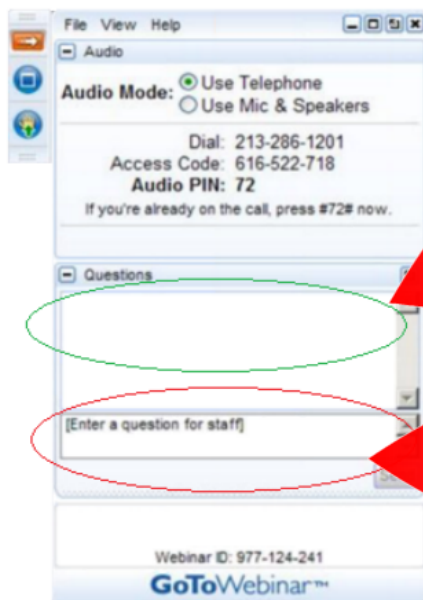 File View Help
Audio
Audio Mode: Use Telephone
Use Mic & Speakers
Dial: 213-286-1201
Access Code: 616-522-718
Audio PIN: 72
If you're already on the call, press #72# now.
Questions
[Enter a question for staff]
Webinar ID: 977-124-241
GoToWebinar™